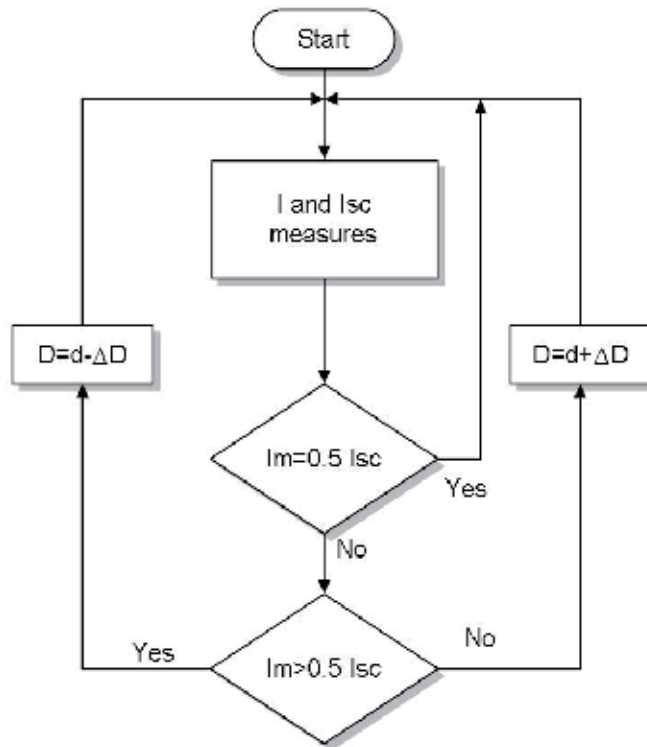 Start
I and Isc
measures
D=d-ΔD
D=d+ΔD
Im=0.5 Isc
Yes
No
Im>0.5 Isc
Yes
No